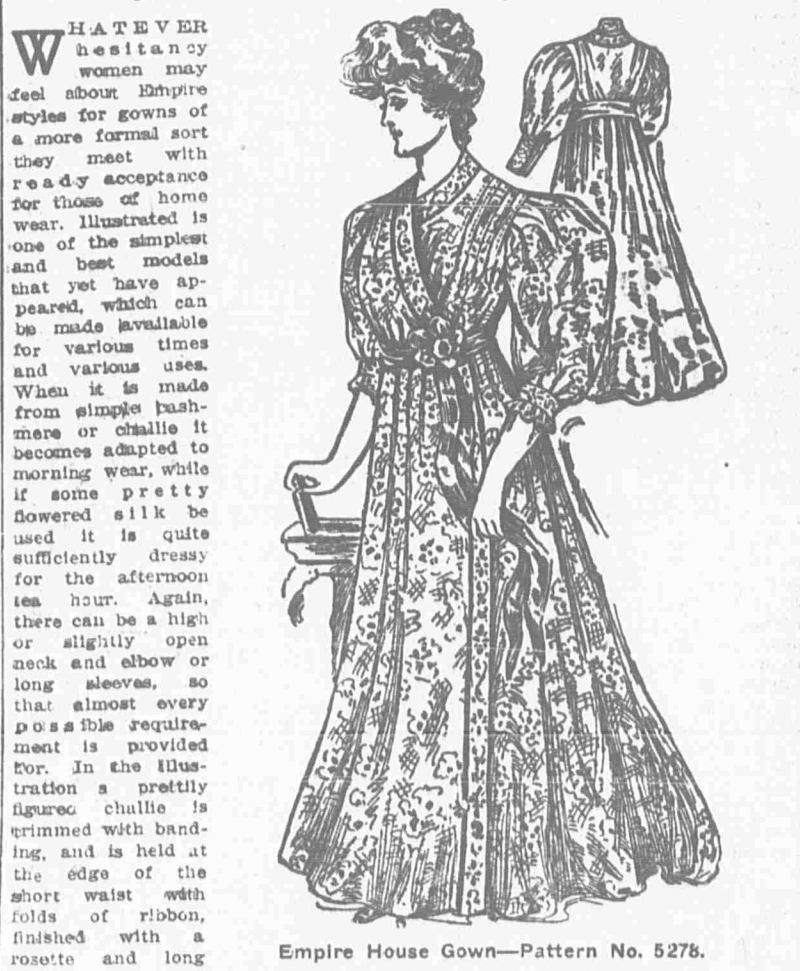 WHATEVER
hesitancy
women may
feel about Empire
styles for gowns of
a more formal sort
they meet with
ready acceptance
for those of home
wear. Illustrated is
one of the simplest
and best models
that yet have ap-
peared, which can
be made available
for various times
and various uses.
When it is made
from simple cash-
mere or challie it
becomes adapted to
morning wear, while
if some pretty
flowered silk be
used it is quite
sufficiently dressy
for the afternoon
tea hour. Again,
there can be a high
or slightly open
neck and elbow or
long sleeves, so
that almost every
possible require-
ment is provided
for. In the illus-
tration a prettily
figured challie is
trimmed with band-
ing, and is held at
the edge of the
short waist with
folds of ribbon,
finished with a
rosette and long
Empire House Gown—Pattern No. 5278.